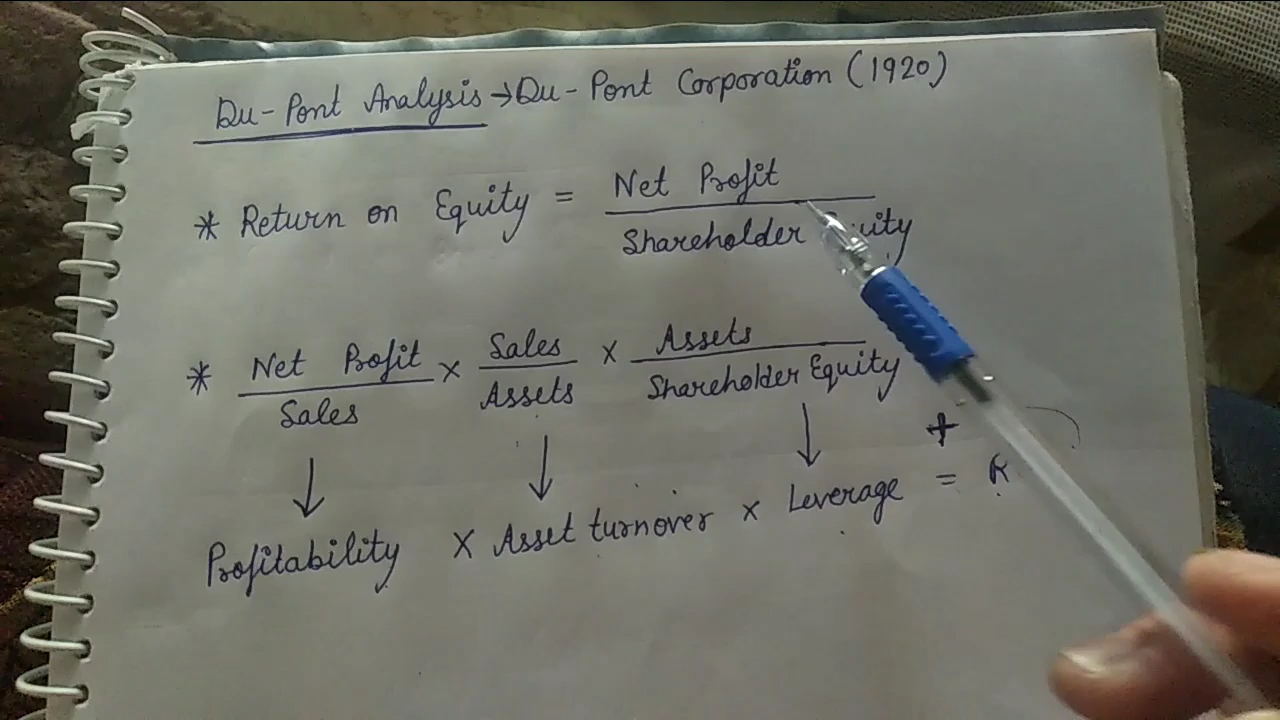 Du-Pont Analysis → Du-Pont Corporation (1920)
* Return on Equity = Net Profit
Shareholder
* Net Profit × Sales × Assets
Sales Assets Shareholder Equity
↓ ↓ ↓ +
Profitability × Asset turnover × Leverage =